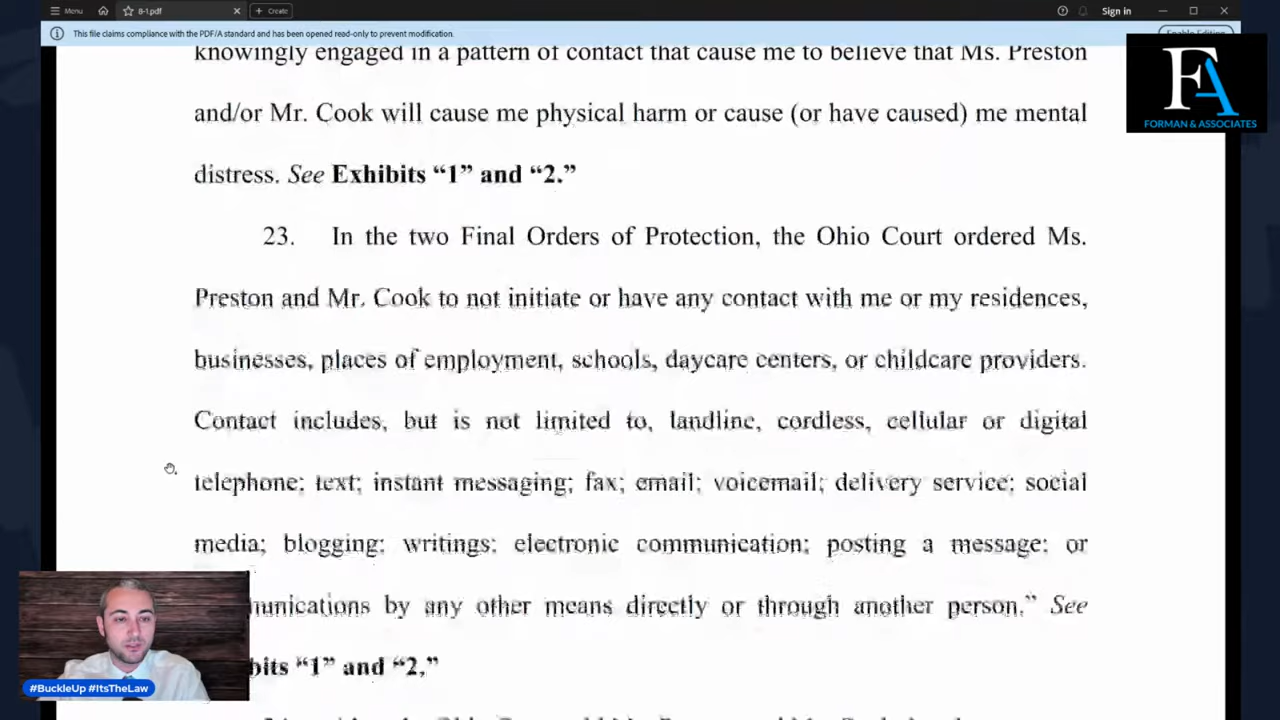 Menu
8-1.pdf
Create
Sign in
This file claims compliance with the PDF/A standard and has been opened read-only to prevent modification.
Enable Editing
FA
FORMAN & ASSOCIATES
knowingly engaged in a pattern of contact that cause me to believe that Ms. Preston
and/or Mr. Cook will cause me physical harm or cause (or have caused) me mental
distress. See Exhibits “1” and “2.”
23. In the two Final Orders of Protection, the Ohio Court ordered Ms.
Preston and Mr. Cook to not initiate or have any contact with me or my residences,
businesses, places of employment, schools, daycare centers, or childcare providers.
Contact includes, but is not limited to, landline, cordless, cellular or digital
telephone; text; instant messaging; fax; email; voicemail; delivery service; social
media; blogging; writings; electronic communication; posting a message; or
unications by any other means directly or through another person.” See
bits “1” and “2,”
#BuckleUp #ItsTheLaw